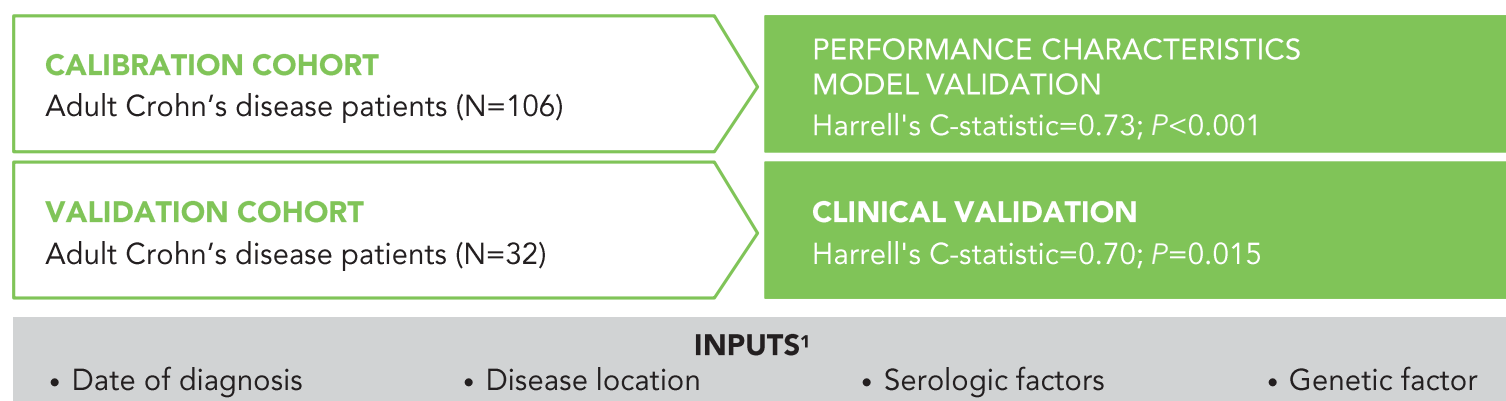 CALIBRATION COHORT
Adult Crohn’s disease patients (N=106)
PERFORMANCE CHARACTERISTICS
MODEL VALIDATION
Harrell's C-statistic=0.73; P<0.001
VALIDATION COHORT
Adult Crohn’s disease patients (N=32)
CLINICAL VALIDATION
Harrell's C-statistic=0.70; P=0.015
INPUTS¹
• Date of diagnosis • Disease location • Serologic factors • Genetic factor